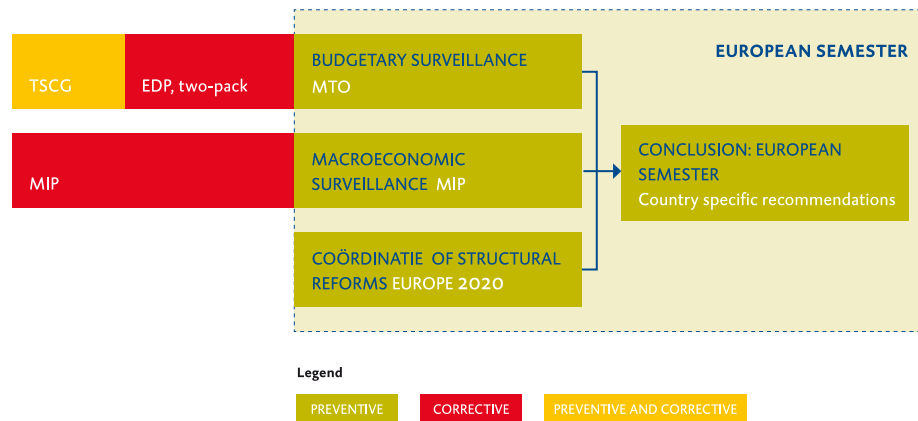 EUROPEAN SEMESTER
TSCG
EDP, two-pack
BUDGETARY SURVEILLANCE
MTO
MIP
MACROECONOMIC
SURVEILLANCE MIP
CONCLUSION: EUROPEAN
SEMESTER
Country specific recommendations
COÖRDINATIE OF STRUCTURAL
REFORMS EUROPE 2020
Legend
PREVENTIVE
CORRECTIVE
PREVENTIVE AND CORRECTIVE